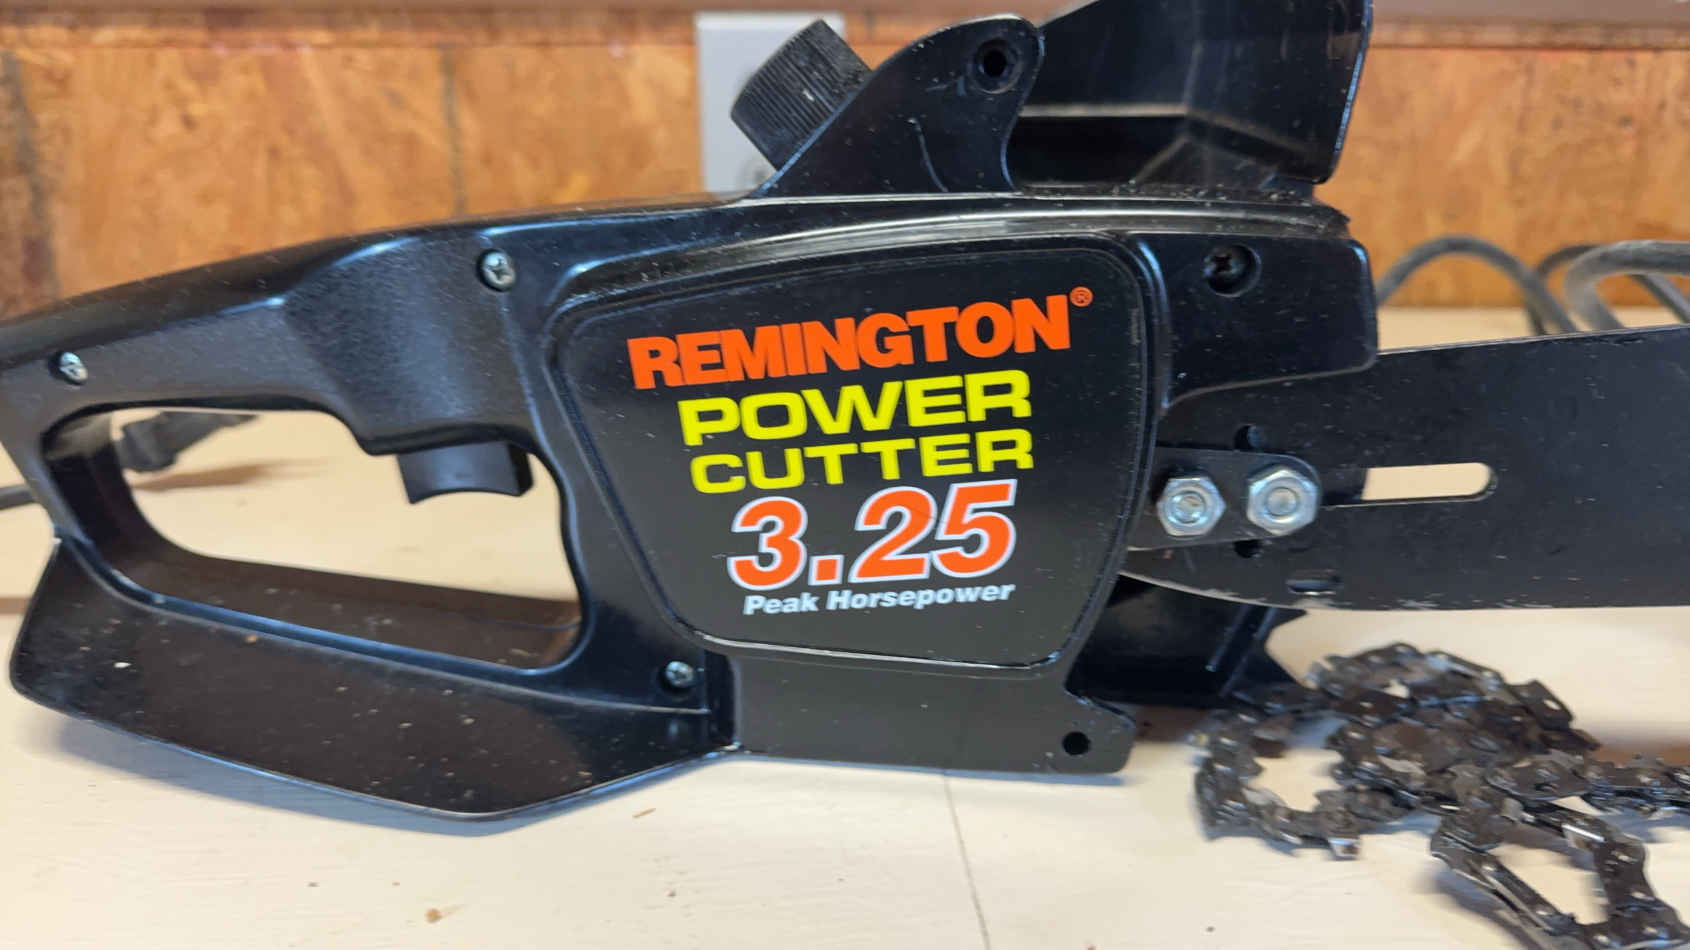 REMINGTON®
POWER
CUTTER
3.25
Peak Horsepower